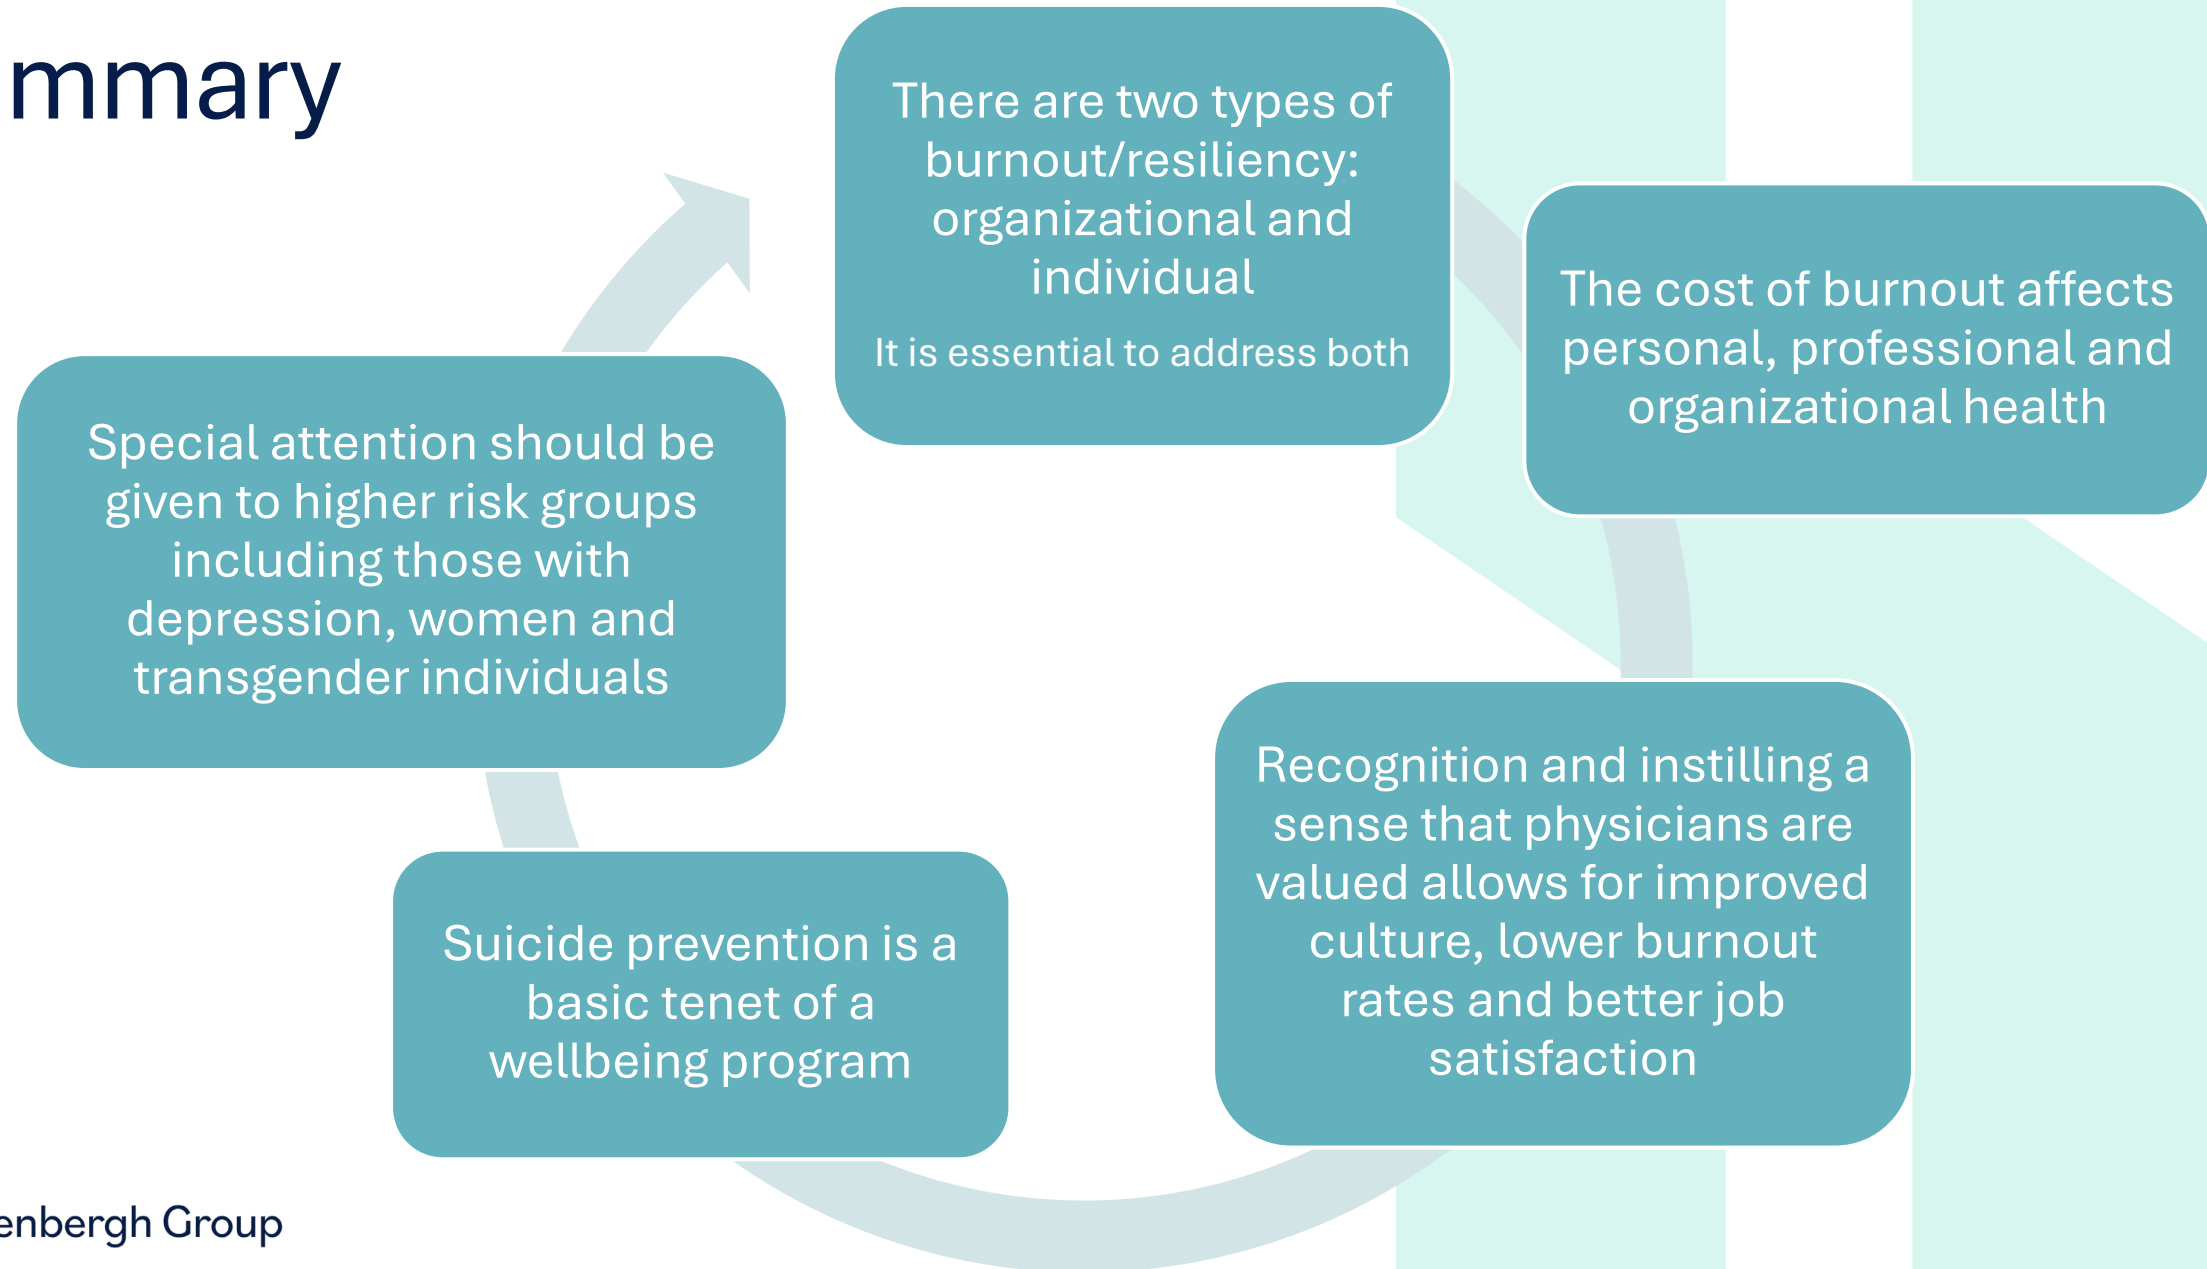 mmary
There are two types of
burnout/resiliency:
organizational and
individual
It is essential to address both
The cost of burnout affects
personal, professional and
organizational health
Recognition and instilling a
sense that physicians are
valued allows for improved
culture, lower burnout
rates and better job
satisfaction
Suicide prevention is a
basic tenet of a
wellbeing program
Special attention should be
given to higher risk groups
including those with
depression, women and
transgender individuals
enbergh Group